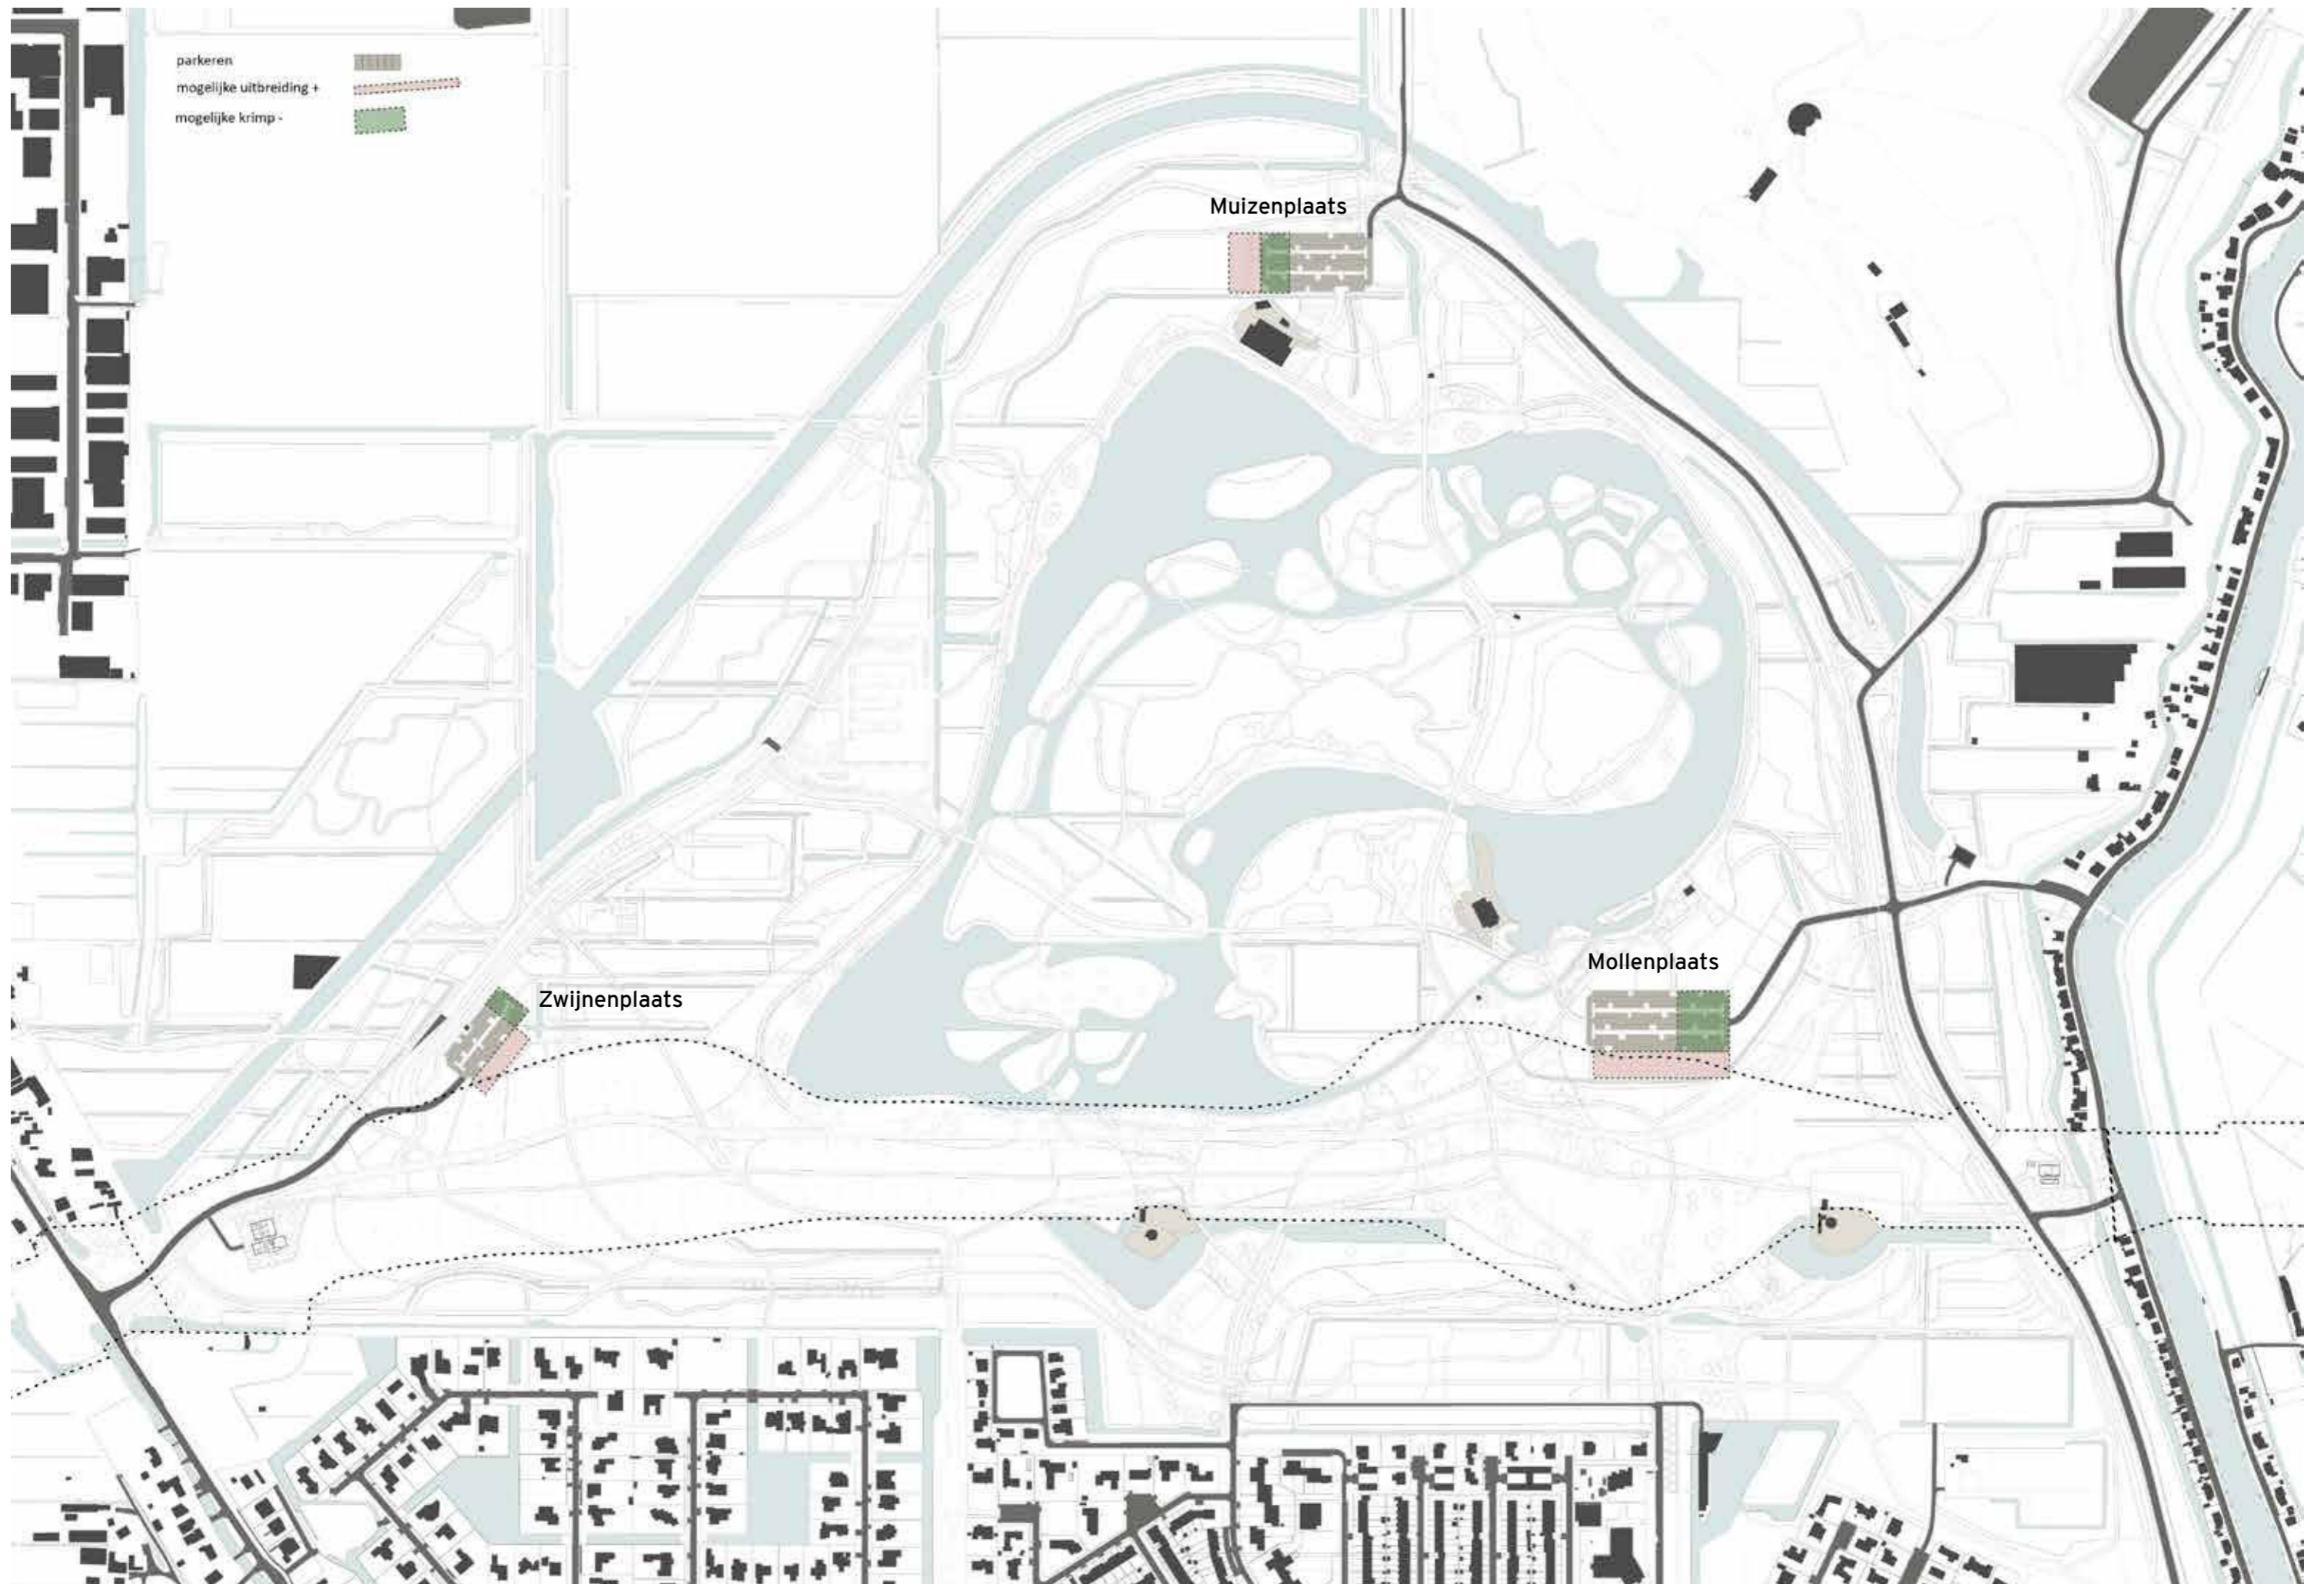 parkeren
mogelijke uitbreiding +
mogelijke krimp -
Muizenplaats
Mollenplaats
Zwijnenplaats